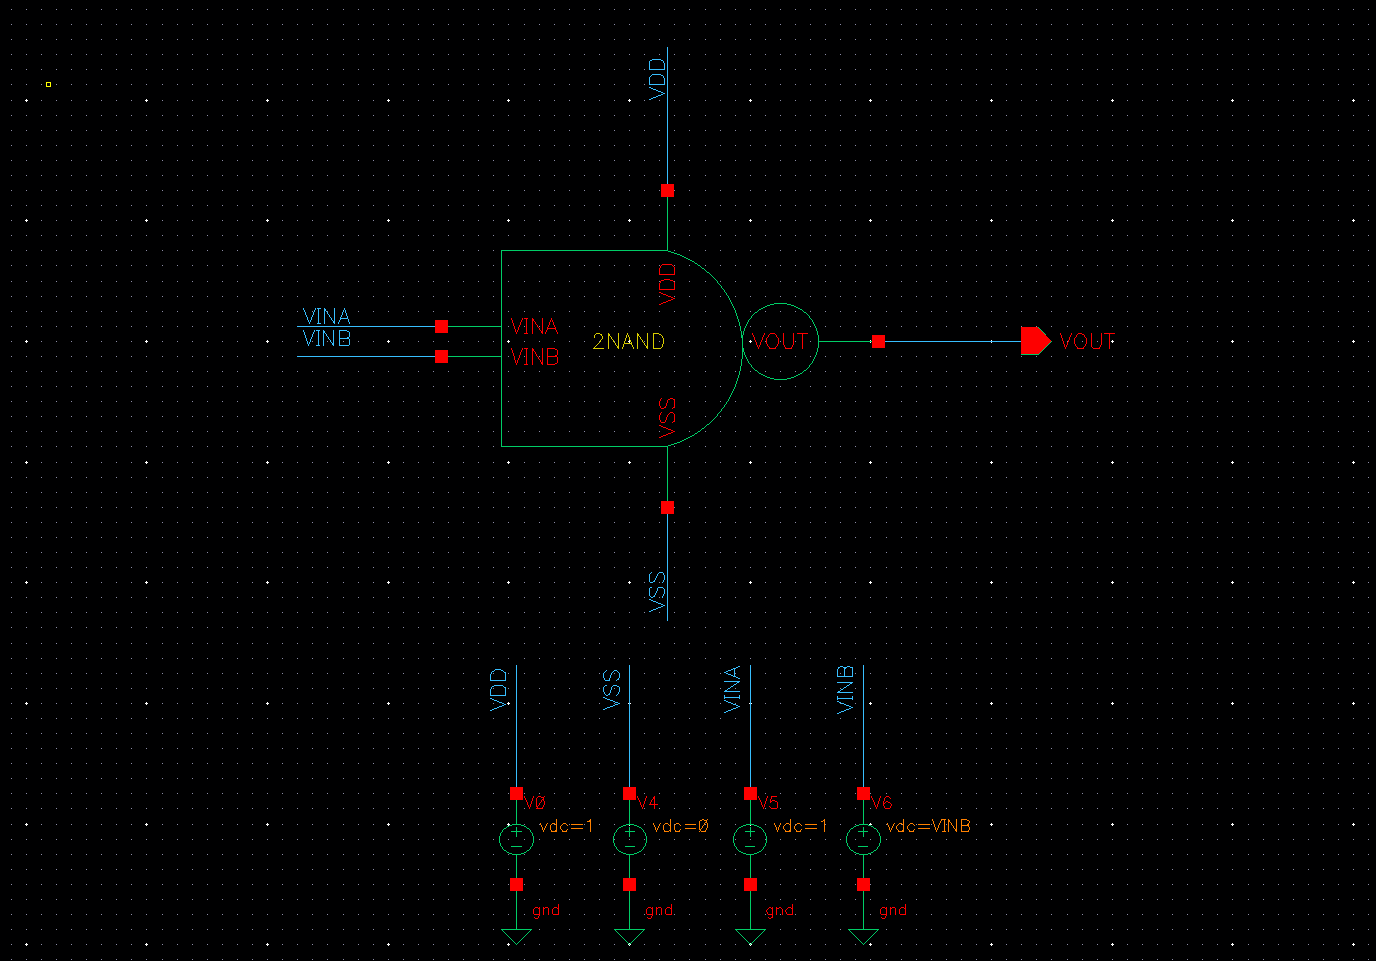 VDD
VDD
VINA
VINB
VINA
VINB
2NAND
VOUT
VOUT
VSS
VSS
VDD
VSS
VINA
VINB
V0
V4
V5
V6
vdc=1
vdc=0
vdc=1
vdc=VINB
gnd
gnd
gnd
gnd